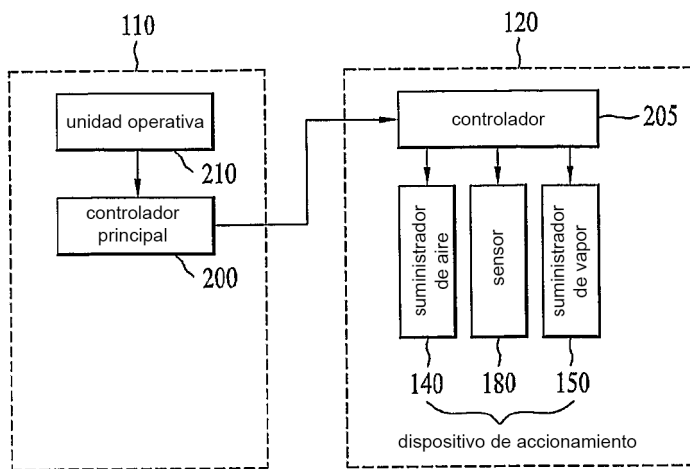 110
120
unidad operativa
210
controlador
principal
200
controlador
205
suministrador
de aire
sensor
suministrador
de vapor
140
180
150
dispositivo de accionamiento